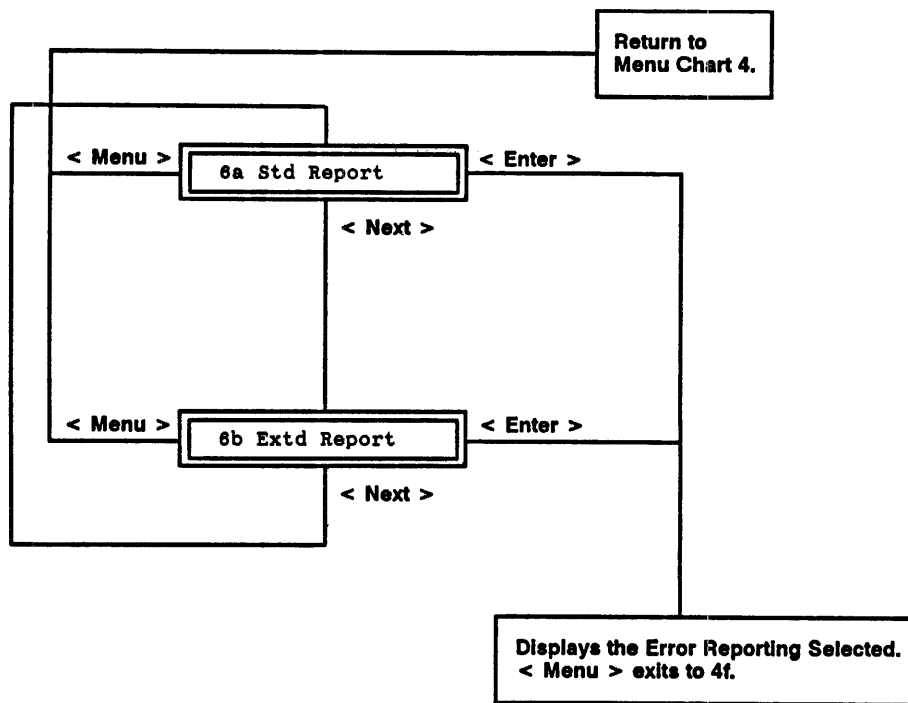 Return to
Menu Chart 4.
< Menu >
6a Std Report
< Enter >
< Next >
< Menu >
6b Extd Report
< Enter >
< Next >
Displays the Error Reporting Selected.
< Menu > exits to 4f.